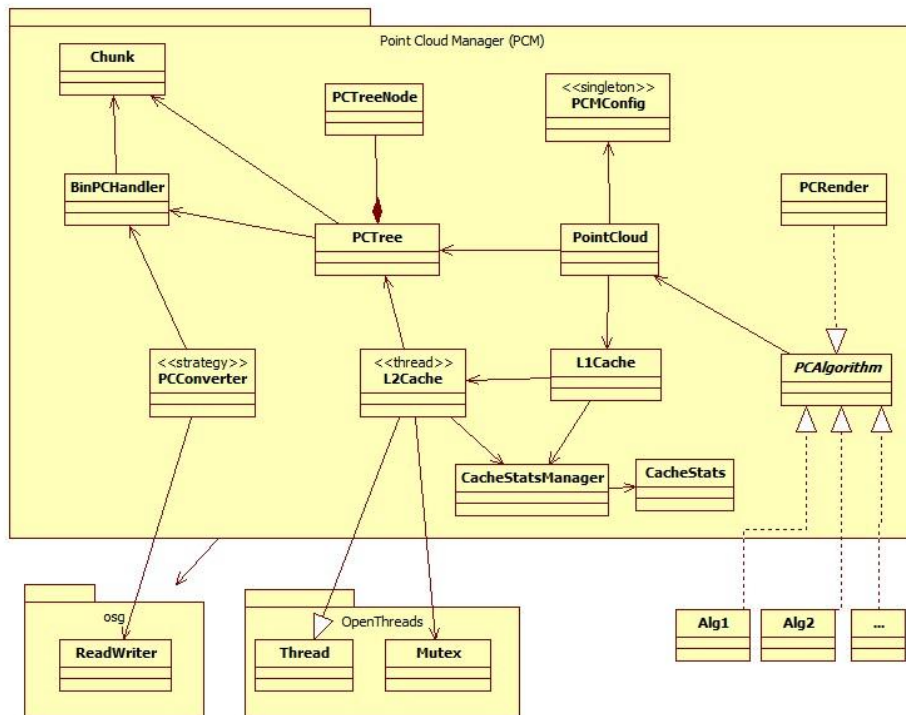 Point Cloud Manager (PCM)
Chunk
PCTreeNode
<<singleton>>
PCMConfig
BinPCHandler
PCRender
PCTree
PointCloud
<<strategy>>
PCConverter
<<thread>>
L2Cache
L1Cache
PCAlgorithm
CacheStatsManager
CacheStats
osg
OpenThreads
ReadWriter
Thread
Mutex
Alg1
Alg2
...